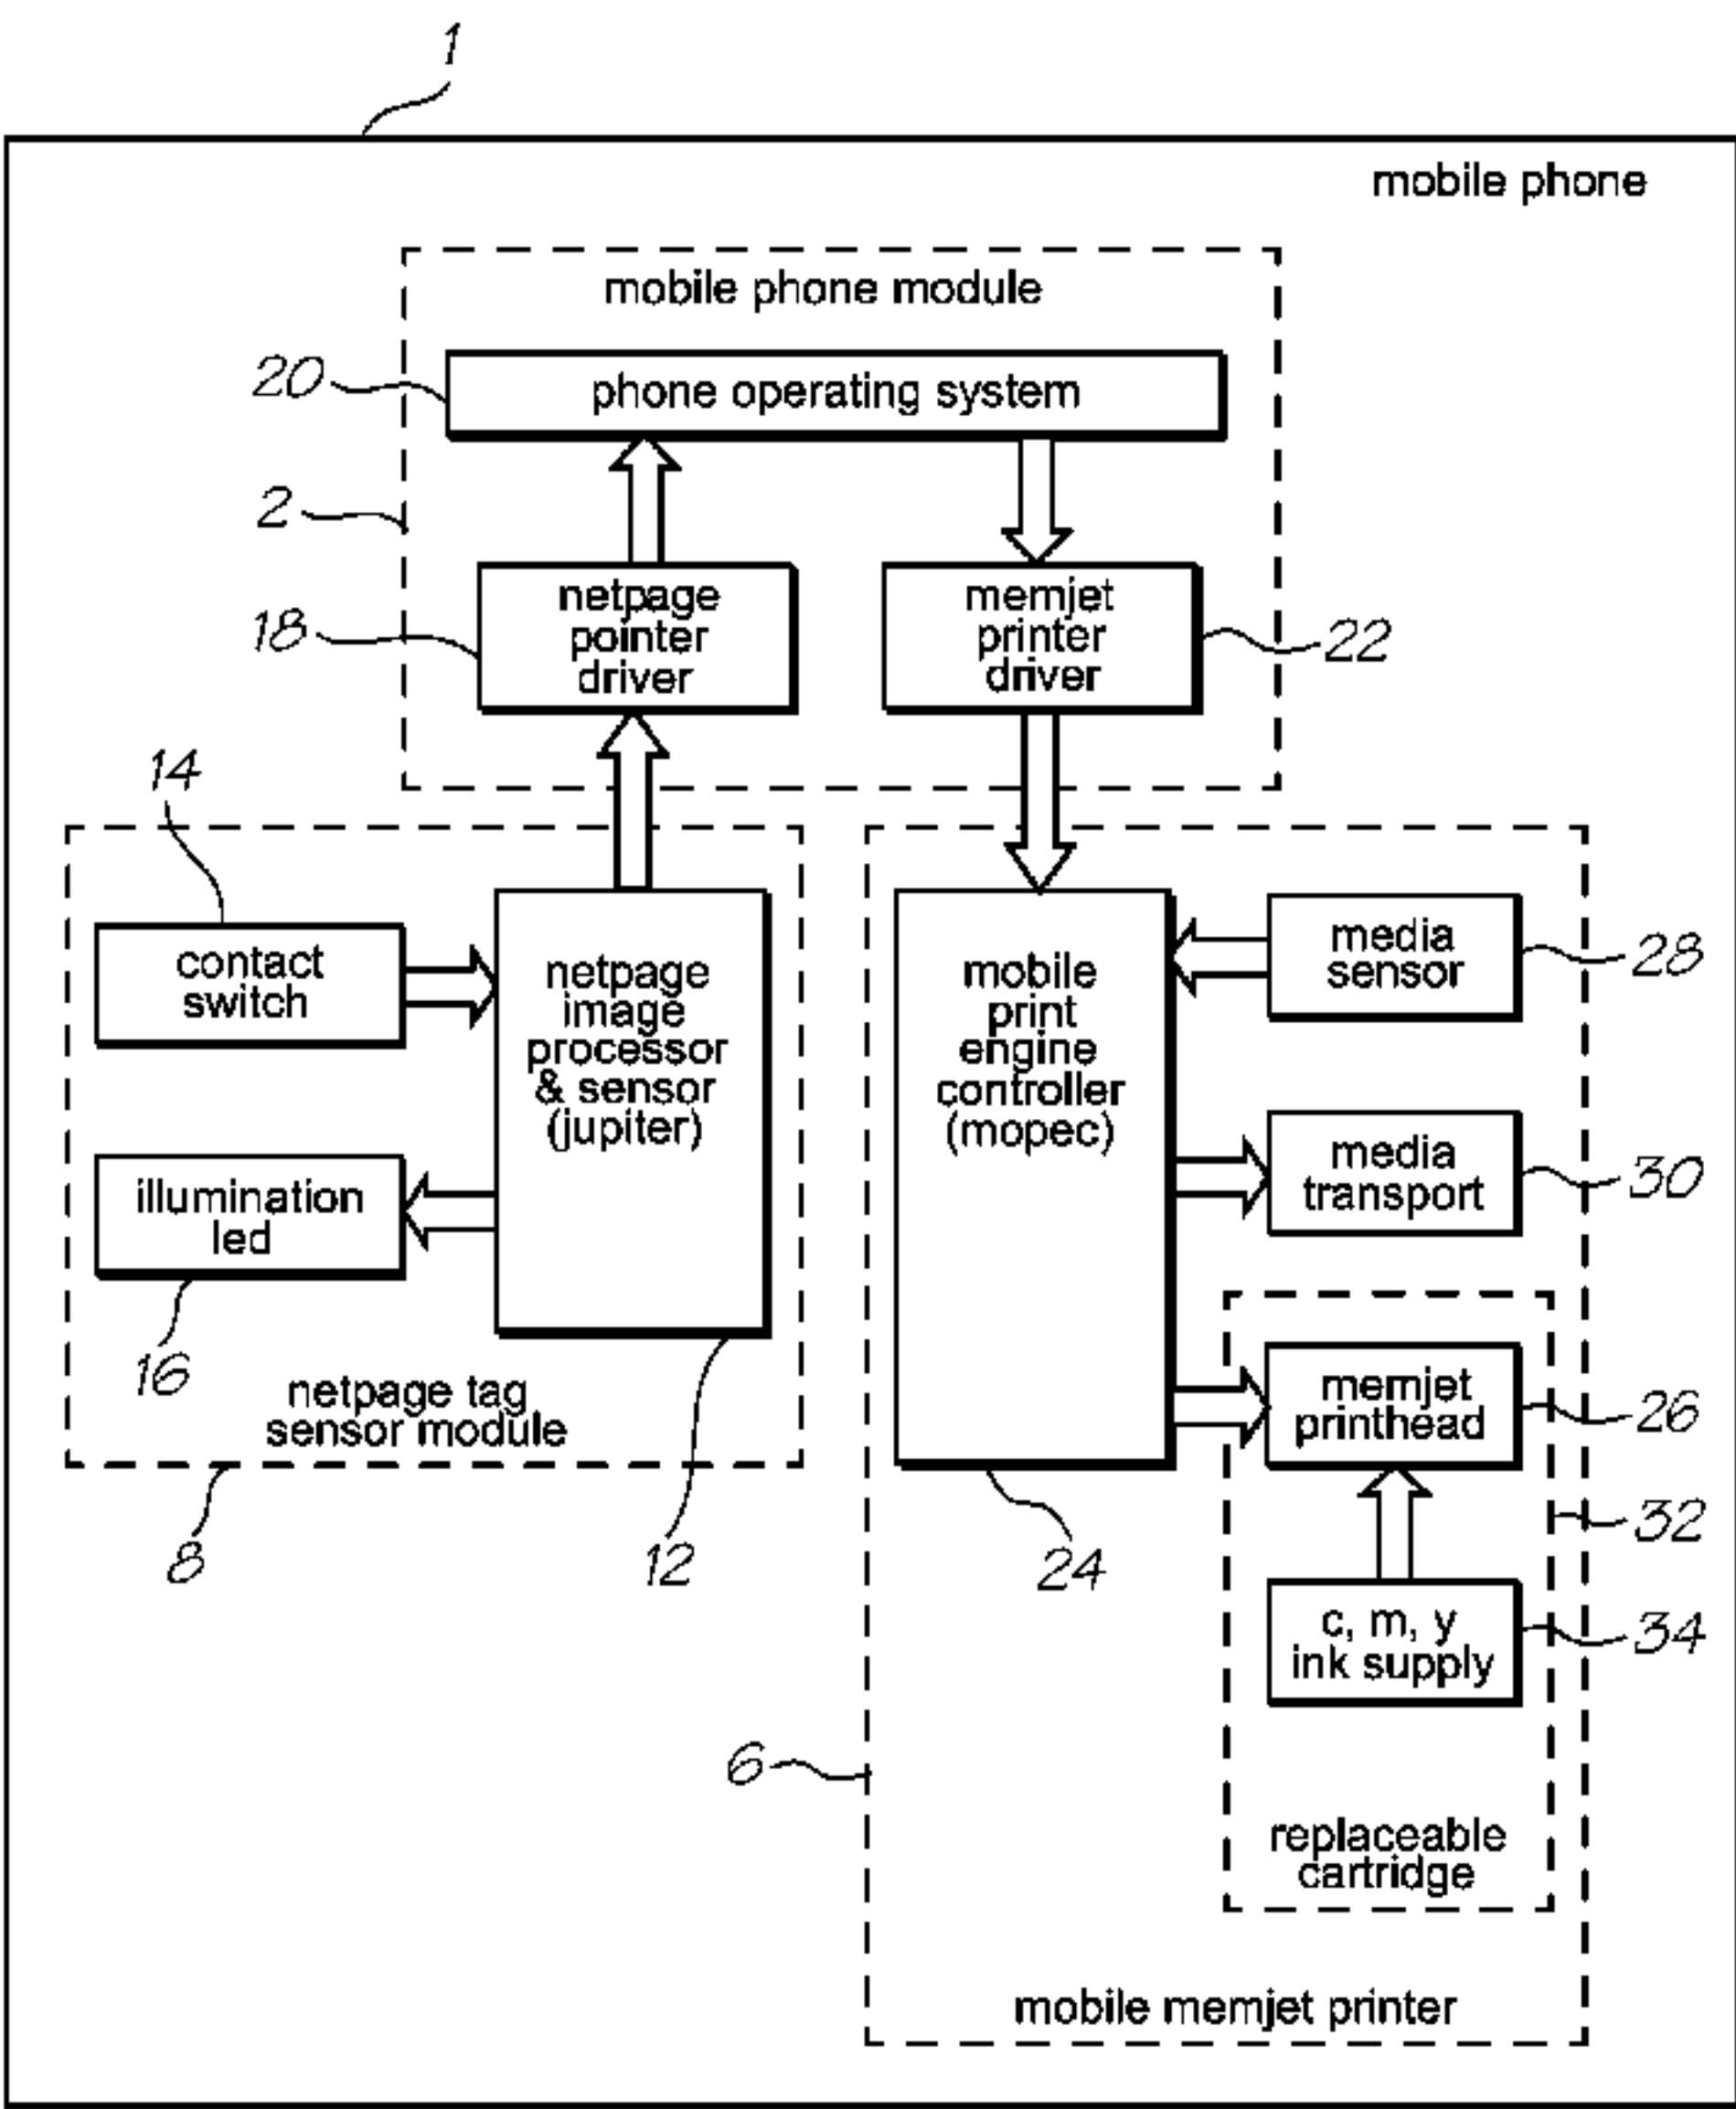 1
mobile phone
mobile phone module
20
phone operating system
2
18
netpage
pointer
driver
memjet
printer
driver
22
14
contact
switch
netpage
image
processor
& sensor
(jupiter)
illumination
led
16
netpage tag
sensor module
8
12
mobile
print
engine
controller
(mopec)
24
media
sensor
28
media
transport
30
memjet
printhead
26
32
c, m, y
ink supply
34
6
replaceable
cartridge
mobile memjet printer